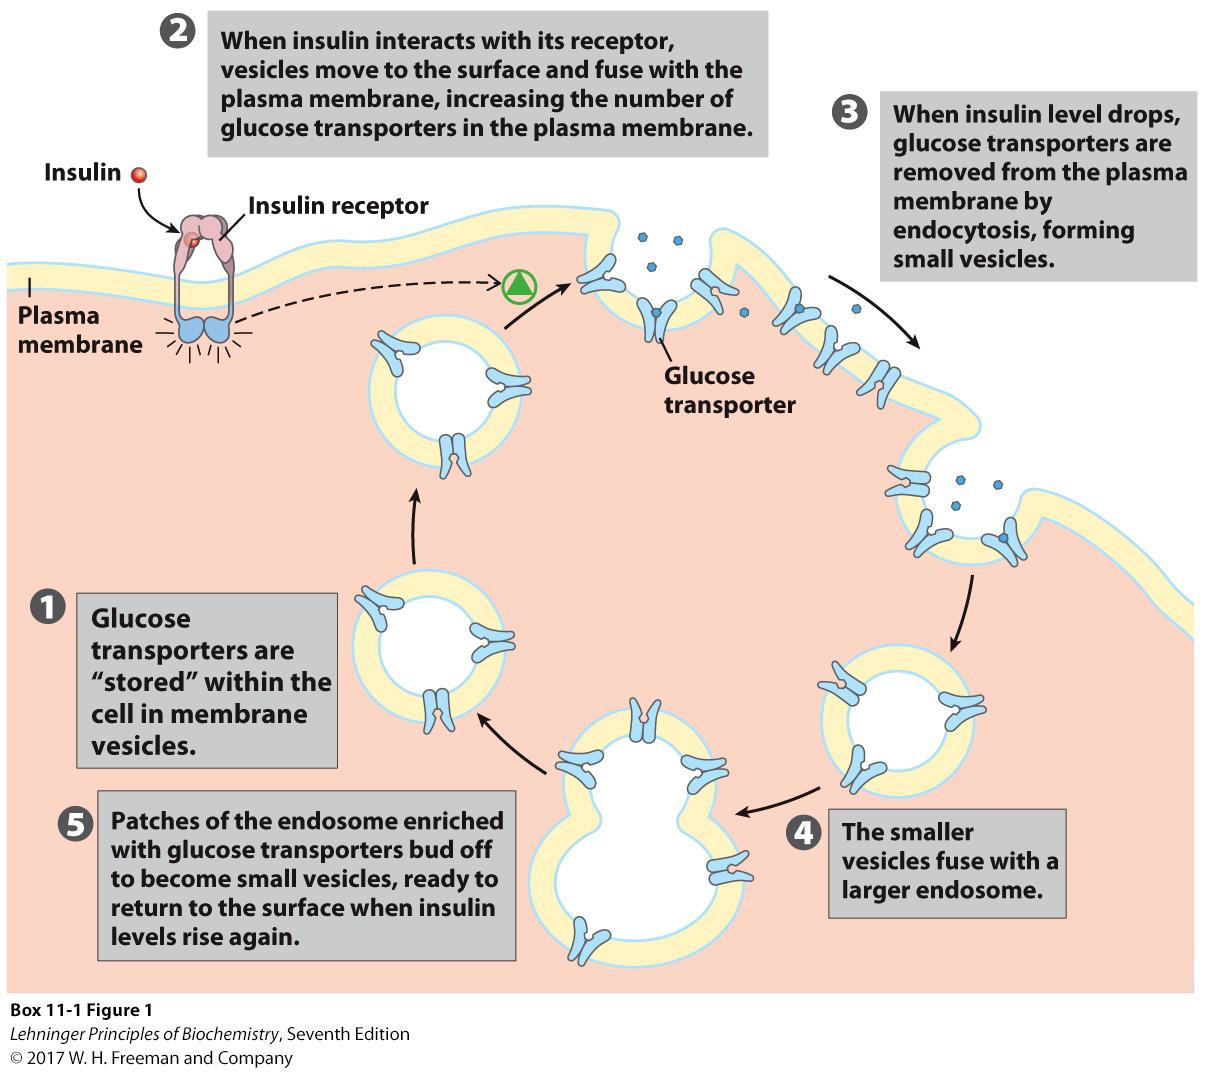 2
When insulin interacts with its receptor,
vesicles move to the surface and fuse with the
plasma membrane, increasing the number of
glucose transporters in the plasma membrane.
3
When insulin level drops,
glucose transporters are
removed from the plasma
membrane by
endocytosis, forming
small vesicles.
Insulin
Insulin receptor
Plasma
membrane
Glucose
transporter
1
Glucose
transporters are
“stored” within the
cell in membrane
vesicles.
5
Patches of the endosome enriched
with glucose transporters bud off
to become small vesicles, ready to
return to the surface when insulin
levels rise again.
4
The smaller
vesicles fuse with a
larger endosome.
Box 11-1 Figure 1
Lehninger Principles of Biochemistry, Seventh Edition
© 2017 W. H. Freeman and Company